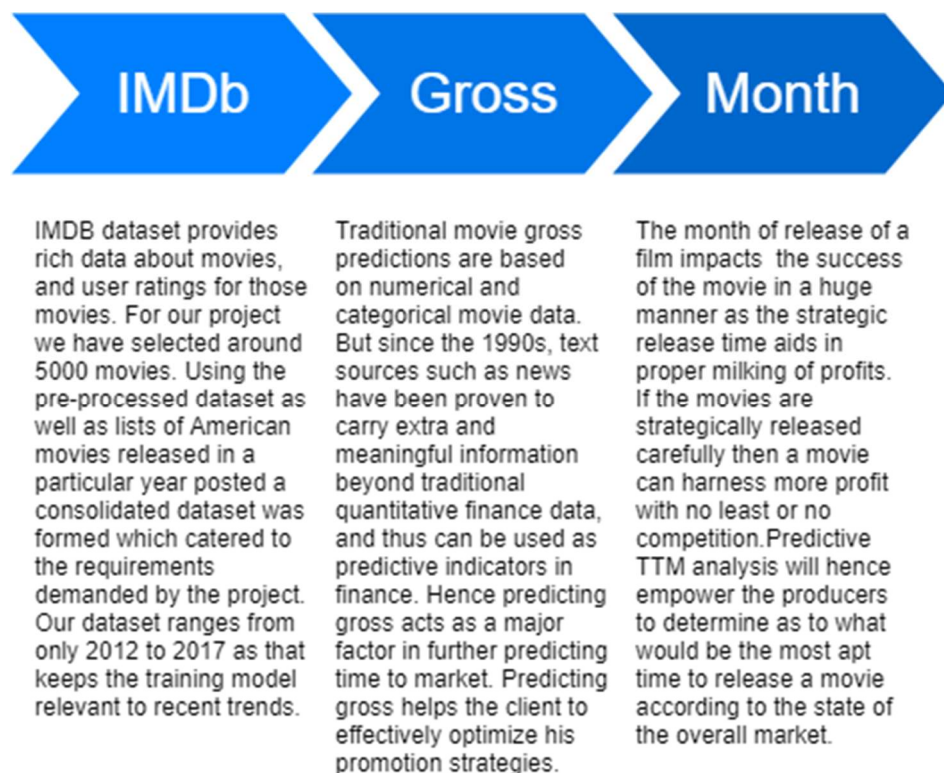 IMDb
Gross
Month
IMDB dataset provides
rich data about movies,
and user ratings for those
movies. For our project
we have selected around
5000 movies. Using the
pre-processed dataset as
well as lists of American
movies released in a
particular year posted a
consolidated dataset was
formed which catered to
the requirements
demanded by the project.
Our dataset ranges from
only 2012 to 2017 as that
keeps the training model
relevant to recent trends.
Traditional movie gross
predictions are based
on numerical and
categorical movie data.
But since the 1990s, text
sources such as news
have been proven to
carry extra and
meaningful information
beyond traditional
quantitative finance data,
and thus can be used as
predictive indicators in
finance. Hence predicting
gross acts as a major
factor in further predicting
time to market. Predicting
gross helps the client to
effectively optimize his
promotion strategies.
The month of release of a
film impacts  the success
of the movie in a huge
manner as the strategic
release time aids in
proper milking of profits.
If the movies are
strategically released
carefully then a movie
can harness more profit
with no least or no
competition.Predictive
TTM analysis will hence
empower the producers
to determine as to what
would be the most apt
time to release a movie
according to the state of
the overall market.